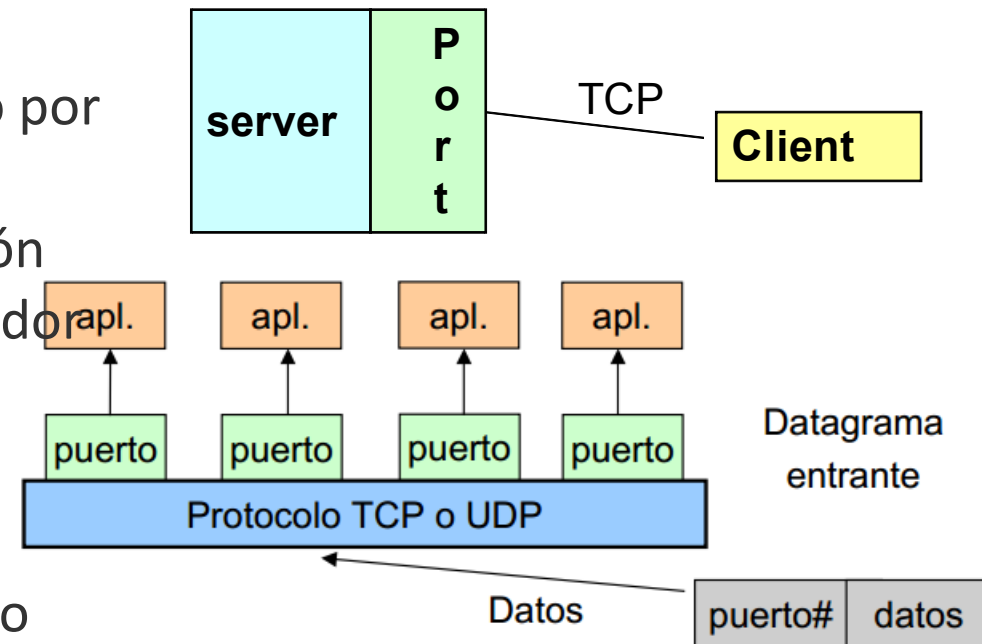 Port
o por
TCP
server
Client
ón
dor
apl. apl. apl. apl.
puerto puerto puerto puerto
Datagrama
entrante
Protocolo TCP o UDP
Datos
puerto# datos
o